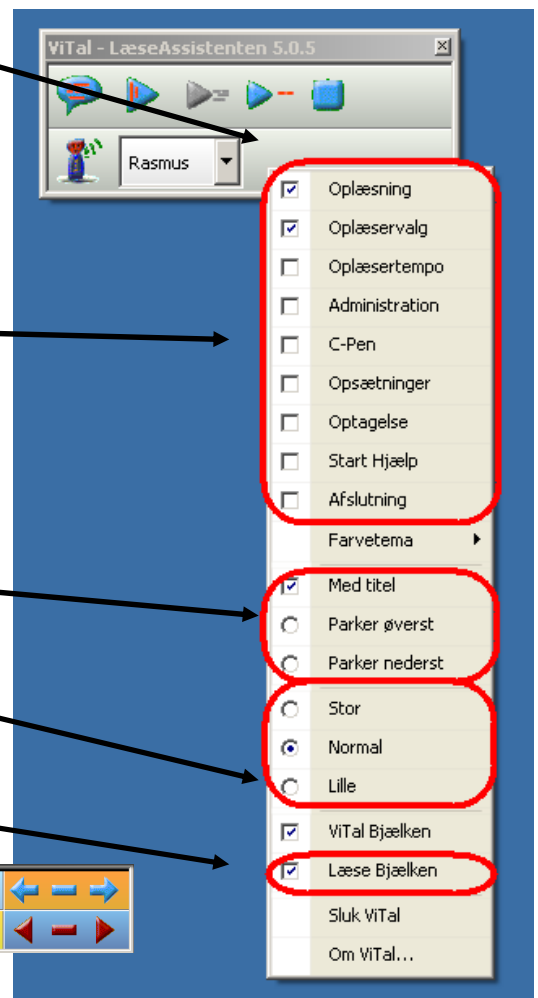 ViTal - LæseAssistenten 5.0.5
Rasmus
Oplæsning
Oplæservalg
Oplæsertempo
Administration
C-Pen
Opsætninger
Optagelse
Start Hjælp
Afslutning
Farvetema
Med titel
Parker øverst
Parker nederst
Stor
Normal
Lille
ViTal Bjælken
Læse Bjælken
Sluk ViTal
Om ViTal...